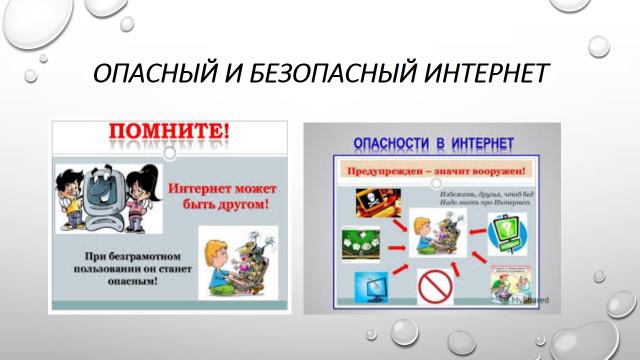 ОПАСНЫЙ И БЕЗОПАСНЫЙ ИНТЕРНЕТ
ПОМНИТЕ!
Интернет может
быть другом!
При безграмотном
пользовании он станет
опасным!
ОПАСНОСТИ В ИНТЕРНЕТ
Предупрежден – значит вооружен!
Избежать, друзья, чтоб бед
Надо знать про Интернет.
MyShared